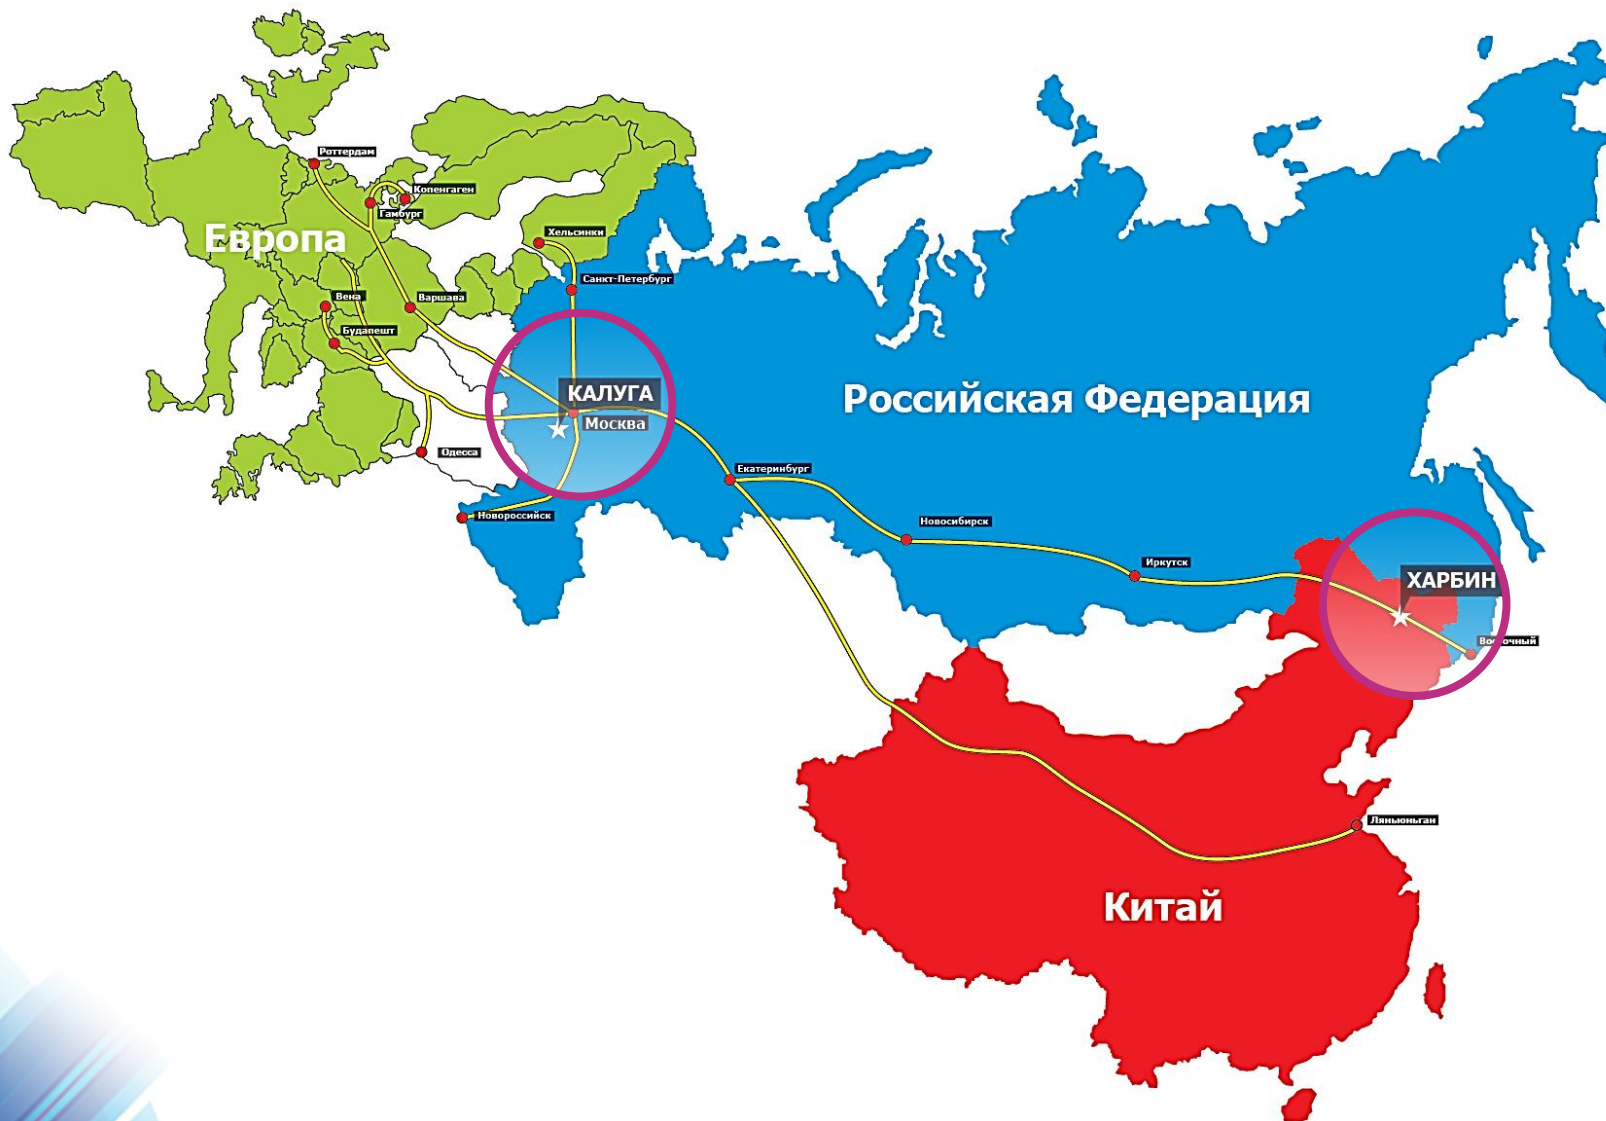 Роттердам
Копенгаген
Гамбург
Европа
Хельсинки
Санкт-Петербург
Вена
Варшава
Будапешт
КАЛУГА
Москва
Российская Федерация
Одесса
Екатеринбург
Новороссийск
Новосибирск
Иркутск
ХАРБИН
Восточный
Ляньюньган
Китай